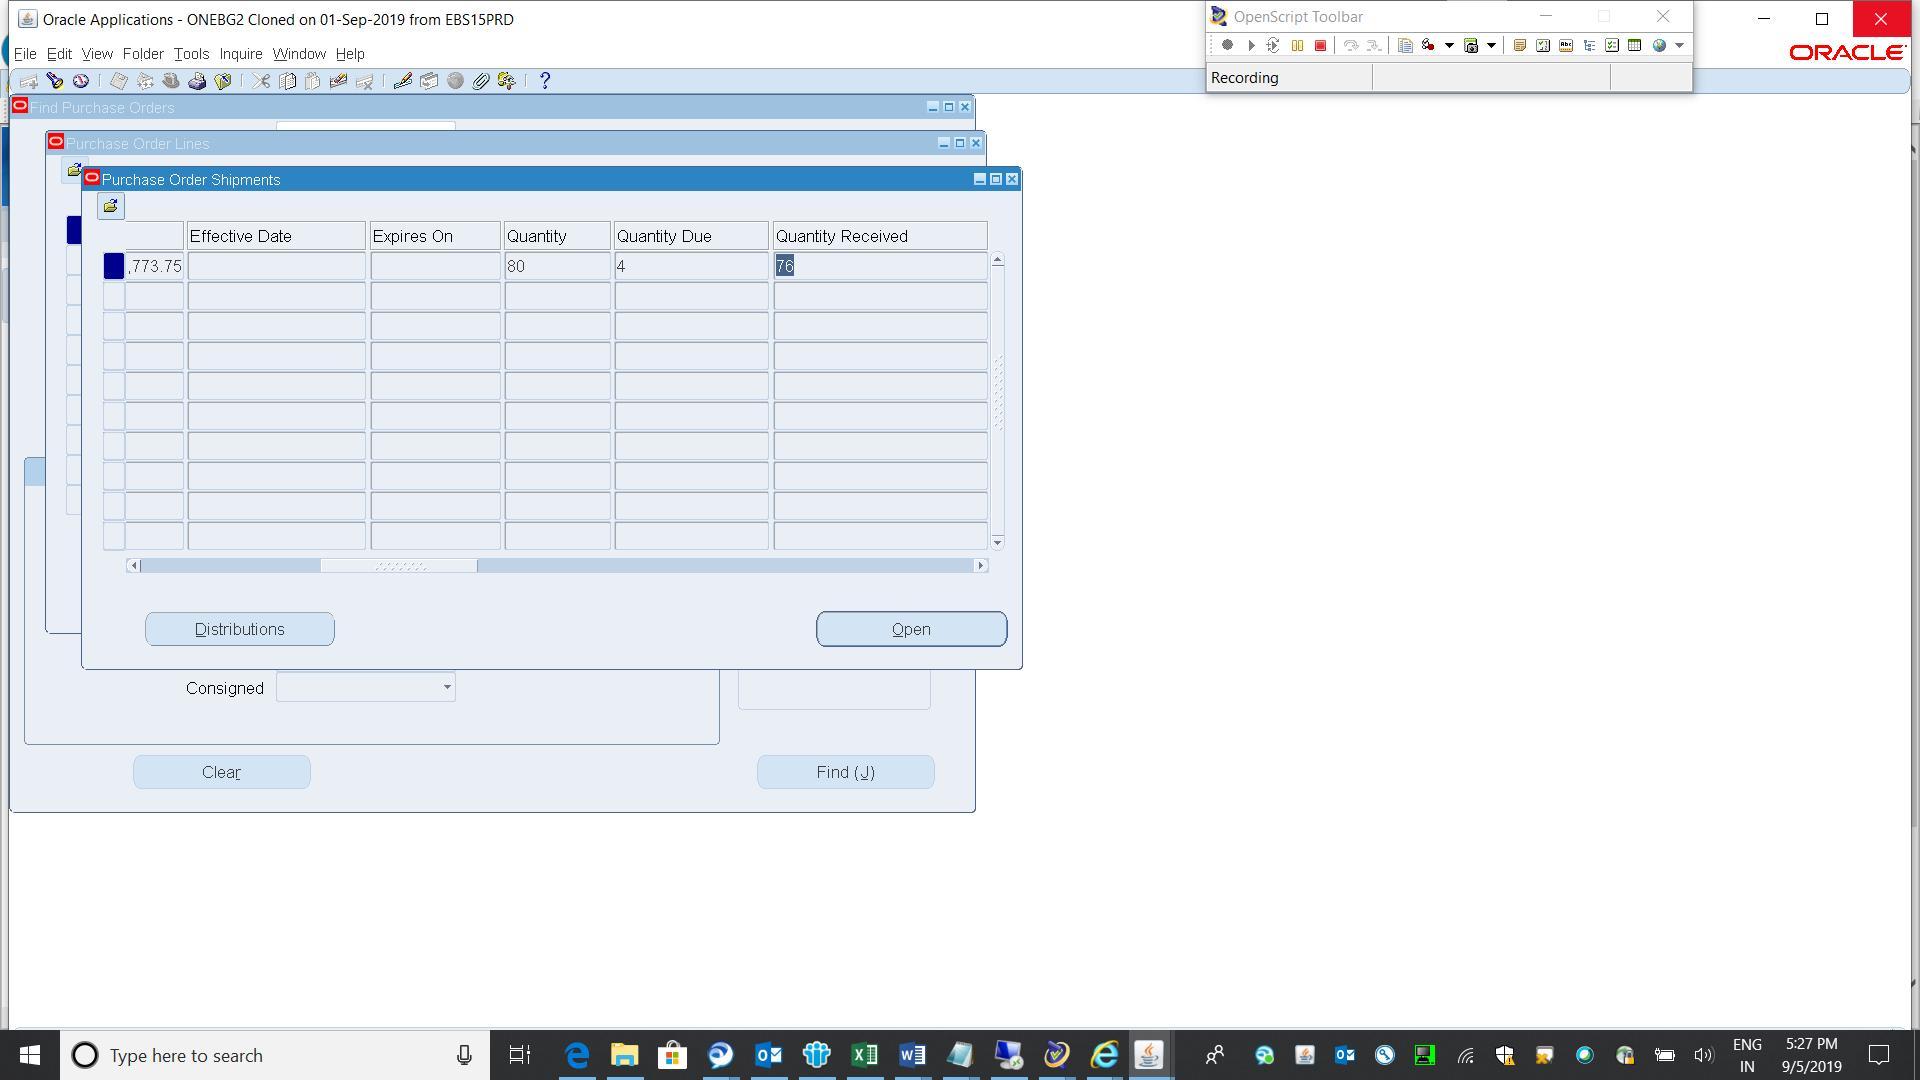 Oracle Applications - ONEBG2 Cloned on 01-Sep-2019 from EBS15PRD
OpenScript Toolbar
File Edit View Folder Tools Inquire Window Help
ORACLE
Recording
Find Purchase Orders
Purchase Order Lines
Purchase Order Shipments
Effective Date Expires On Quantity Quantity Due Quantity Received
,773.75 80 4 76
Distributions Open
Consigned
Clear Find (J)
Type here to search
ENG
IN
5:27 PM
9/5/2019